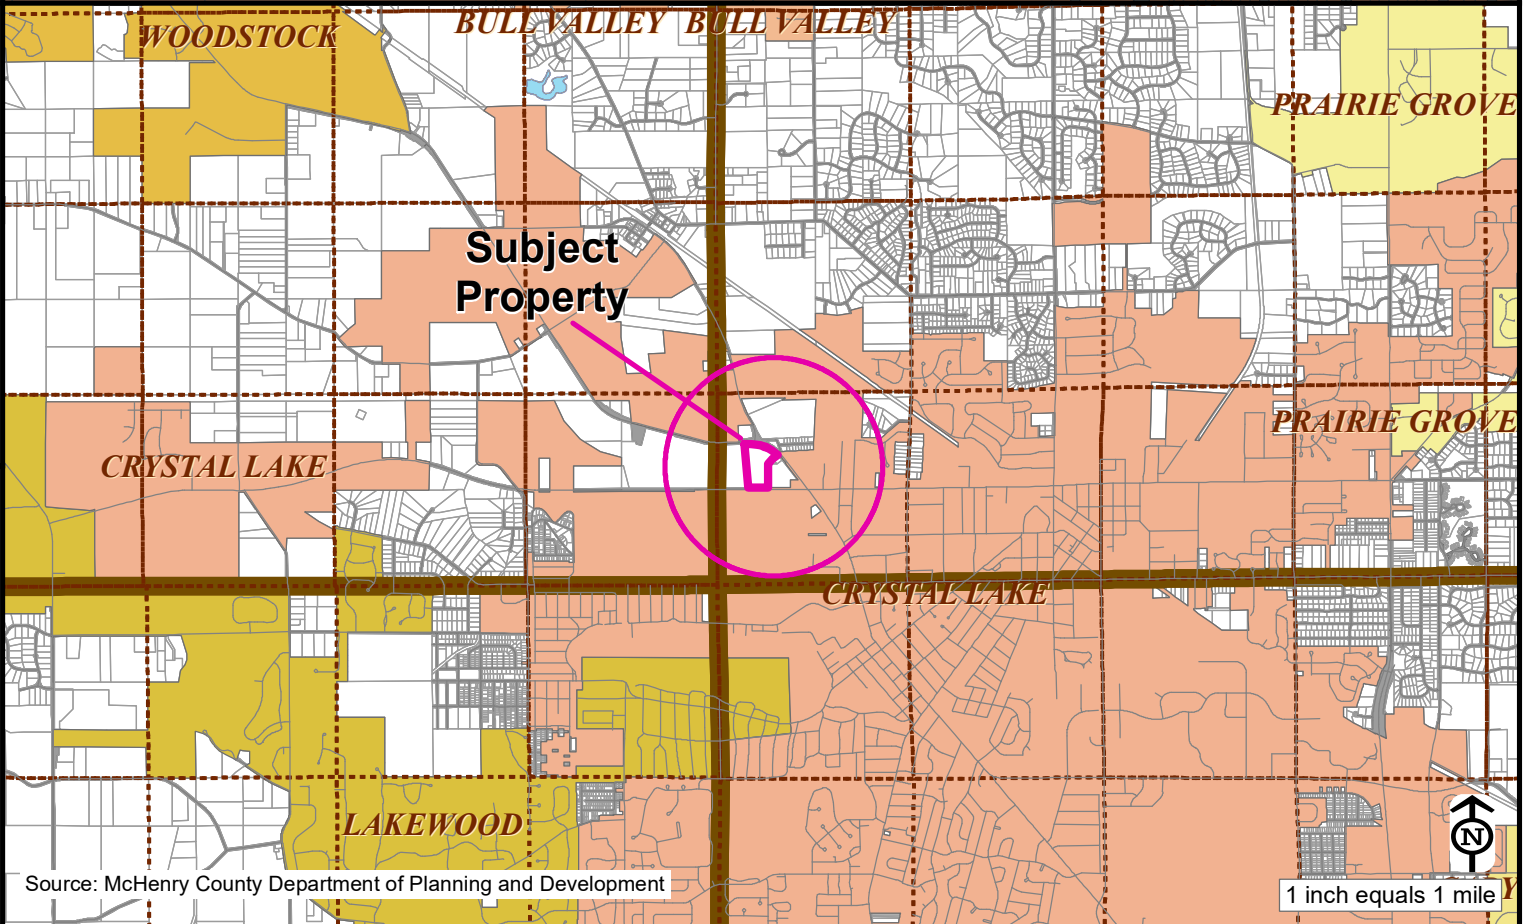 WOODSTOCK
BULL VALLEY
BULL VALLEY
PRAIRIE GROVE
Subject
Property
PRAIRIE GROVE
CRYSTAL LAKE
CRYSTAL LAKE
LAKEWOOD
N
Source: McHenry County Department of Planning and Development
1 inch equals 1 mile